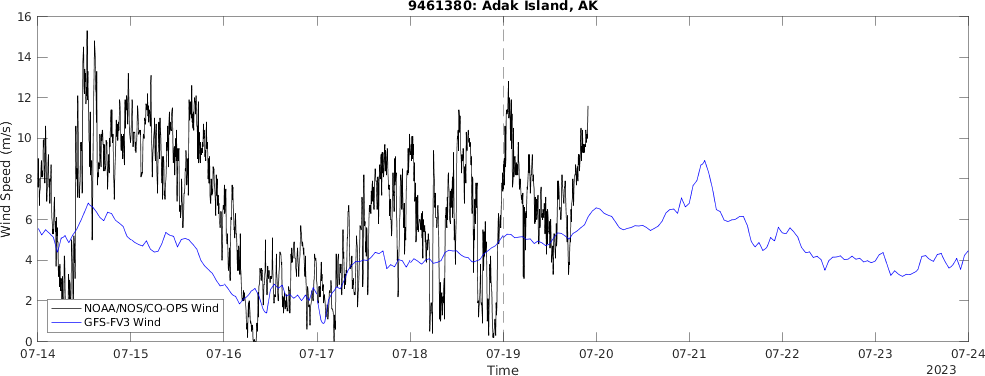 9461380: Adak Island, AK
16
14
12
10
8
6
4
2
0
Wind Speed (m/s)
NOAA/NOS/CO-OPS Wind
GFS-FV3 Wind
07-14 07-15 07-16 07-17 07-18 07-19 07-20 07-21 07-22 07-23 07-24
Time
2023